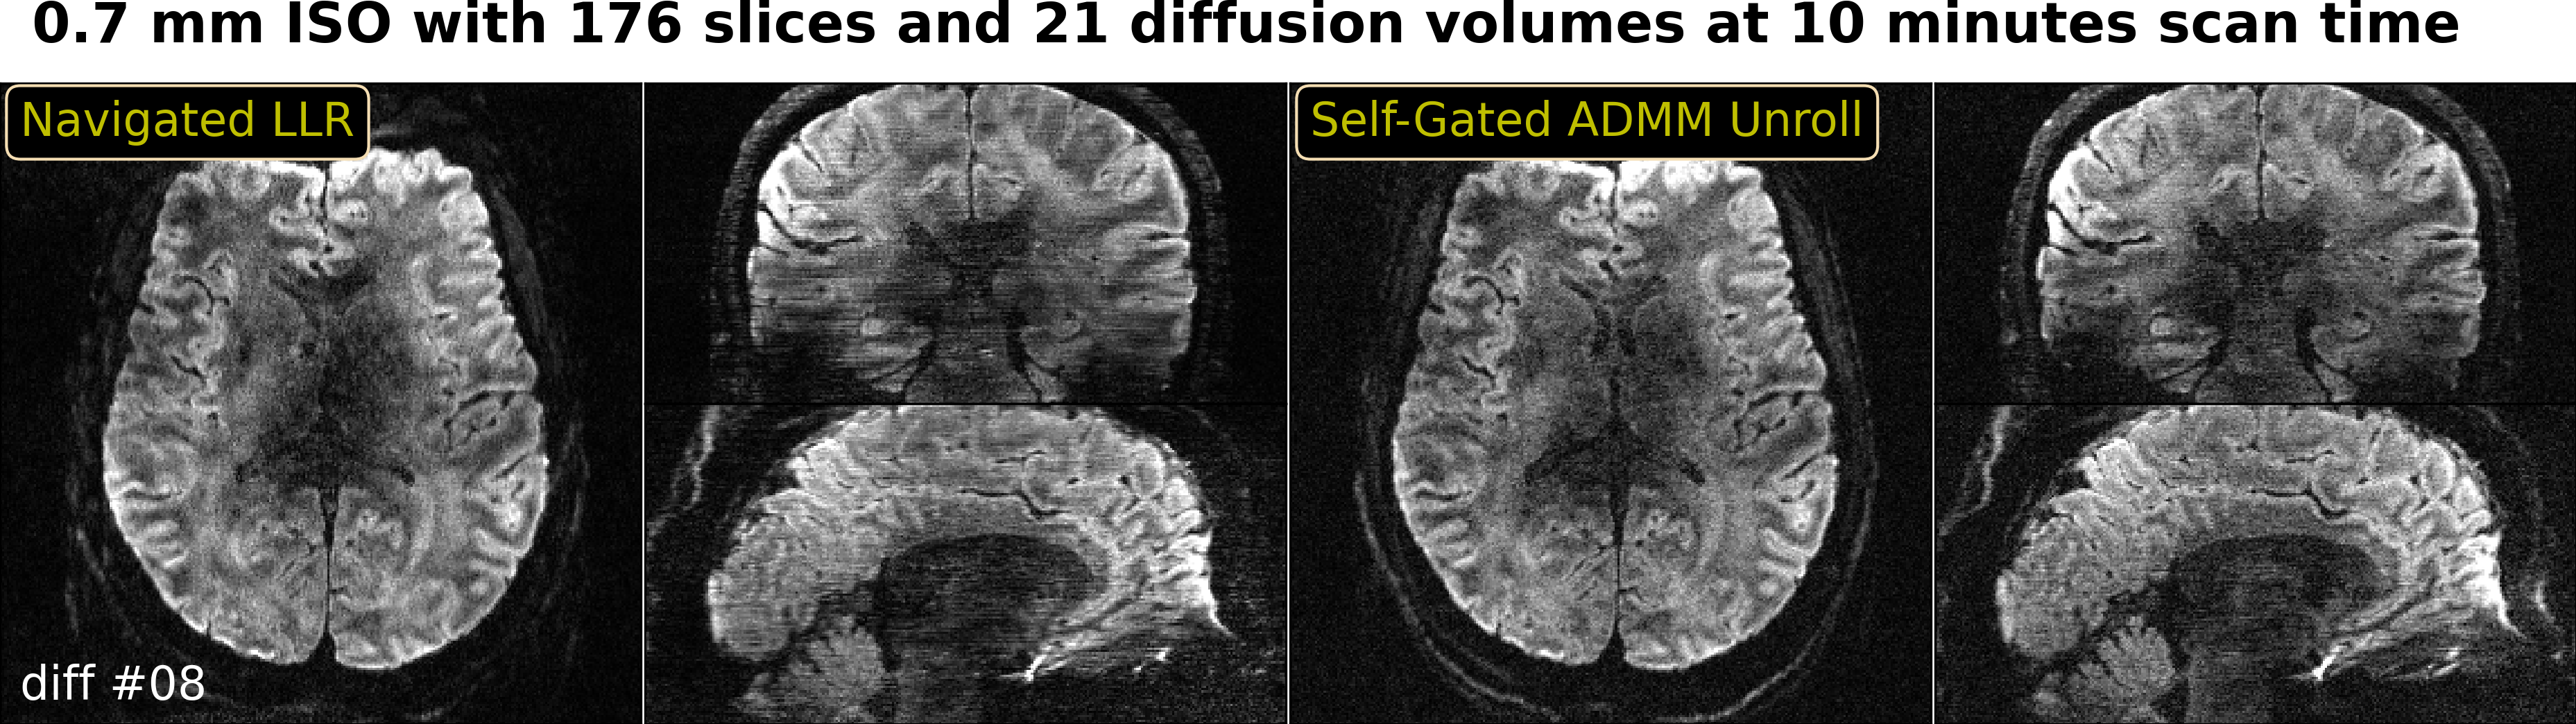 0.7 mm ISO with 176 slices and 21 diffusion volumes at 10 minutes scan time
Navigated LLR
Self-Gated ADMM Unroll
diff #08